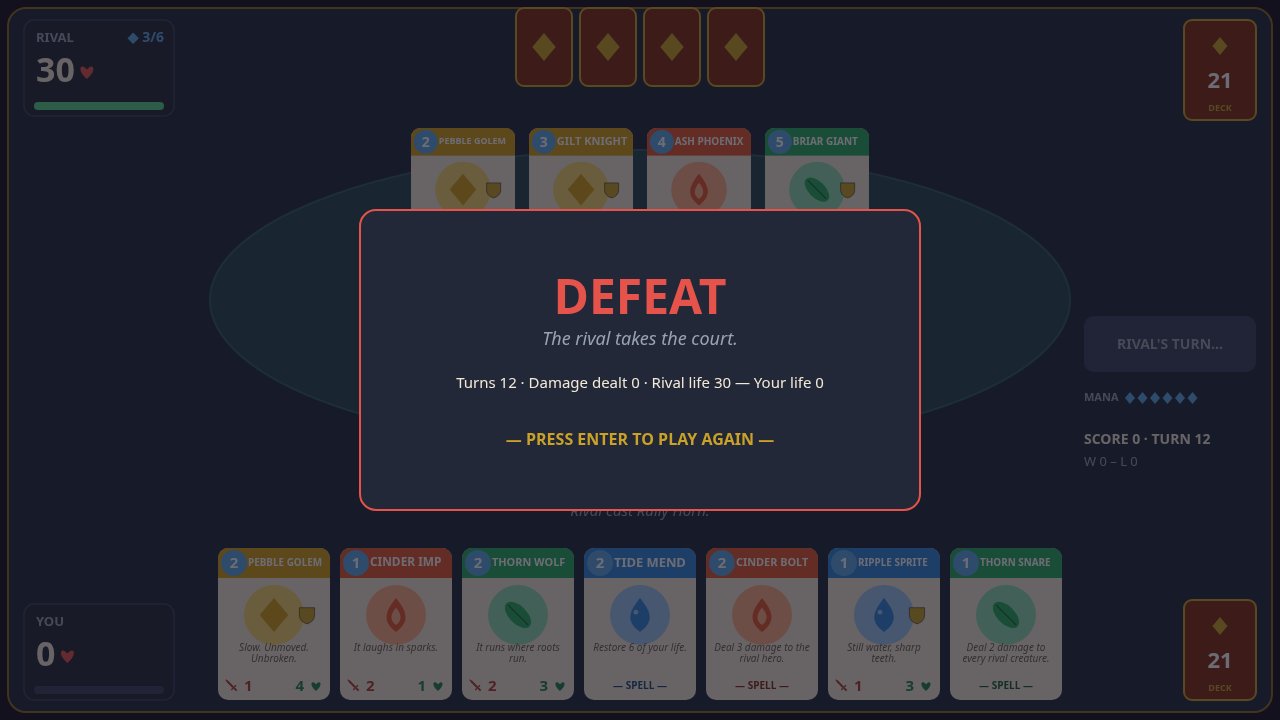 RIVAL
3/6
30
21
DECK
2 PEBBLE GOLEM
3 GILT KNIGHT
4 ASH PHOENIX
5 BRIAR GIANT
DEFEAT
The rival takes the court.
Turns 12 · Damage dealt 0 · Rival life 30 — Your life 0
— PRESS ENTER TO PLAY AGAIN —
RIVAL'S TURN...
MANA
SCORE 0 · TURN 12
W 0 – L 0
Rival cast Rally Horn.
YOU
0
2 PEBBLE GOLEM
Slow. Unmoved.
Unbroken.
1 4
1 CINDER IMP
It laughs in sparks.
2 1
2 THORN WOLF
It runs where roots
run.
2 3
2 TIDE MEND
Restore 6 of your life.
— SPELL —
2 CINDER BOLT
Deal 3 damage to the
rival hero.
— SPELL —
1 RIPPLE SPRITE
Still water, sharp
teeth.
1 3
1 THORN SNARE
Deal 2 damage to
every rival creature.
— SPELL —
21
DECK